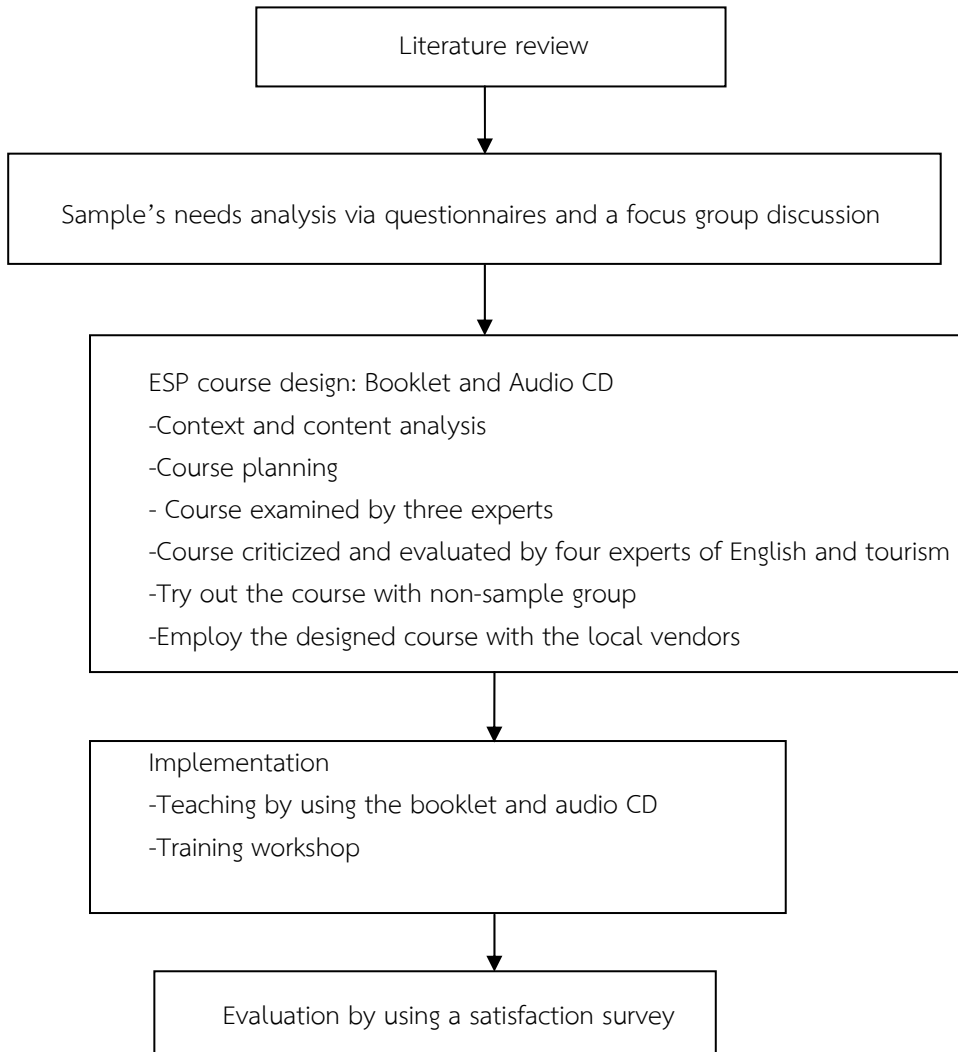 Literature review
Sample’s needs analysis via questionnaires and a focus group discussion
ESP course design: Booklet and Audio CD
-Context and content analysis
-Course planning
- Course examined by three experts
-Course criticized and evaluated by four experts of English and tourism
-Try out the course with non-sample group
-Employ the designed course with the local vendors
Implementation
-Teaching by using the booklet and audio CD
-Training workshop
Evaluation by using a satisfaction survey